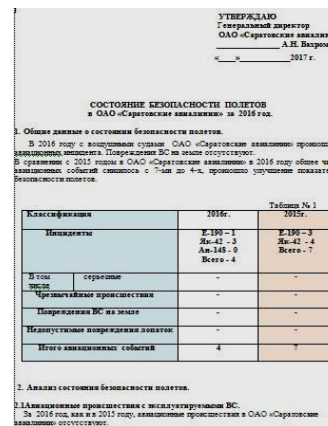 УТВЕРЖДАЮ
Генеральный директор
ОАО «Саратовские авиалин
А.Н. Вахром
«___»____________2017 г.
СОСТОЯНИЕ БЕЗОПАСНОСТИ ПОЛЕТОВ
в ОАО «Саратовские авиалинии» за 2016 год.
1. Общие данные о состоянии безопасности полетов.
В 2016 году с воздушными судами ОАО «Саратовские авиалинии» произош
авиационных инцидента. Повреждения ВС на земле отсутствуют.
В сравнении с 2015 годом в ОАО «Саратовские авиалинии» в 2016 году общее чи
авиационных событий снизилось с 7-ми до 4-х, произошло улучшение показате
безопасности полетов.
Таблица № 1
Классификация 2016г. 2015г.
Инциденты Е-190 – 1 Е-190 – 3
Як-42 - 3 Як-42 - 4
Ан-148 - 0 Всего - 7
Всего - 4
В том числе серьезные - -
Чрезвычайные происшествия - -
Повреждения ВС на земле - -
Недопустимые повреждения лопаток - -
Итого авиационных событий 4 7
2. Анализ состояния безопасности полетов.
2.1Авиационные происшествия с эксплуатируемыми ВС.
За 2016 год, как и в 2015 году, авиационные происшествия в ОАО «Саратовские
авиалинии» отсутствуют.